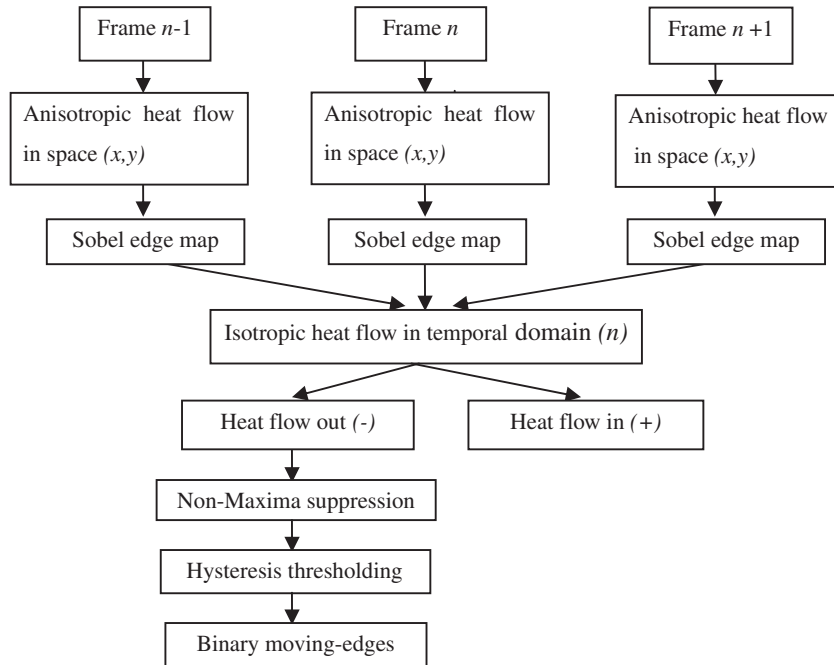 Frame n-1
Frame n
Frame n +1
Anisotropic heat flow
in space (x,y)
Anisotropic heat flow
in space (x,y)
Anisotropic heat flow
in space (x,y)
Sobel edge map
Sobel edge map
Sobel edge map
Isotropic heat flow in temporal domain (n)
Heat flow out (-)
Heat flow in (+)
Non-Maxima suppression
Hysteresis thresholding
Binary moving-edges